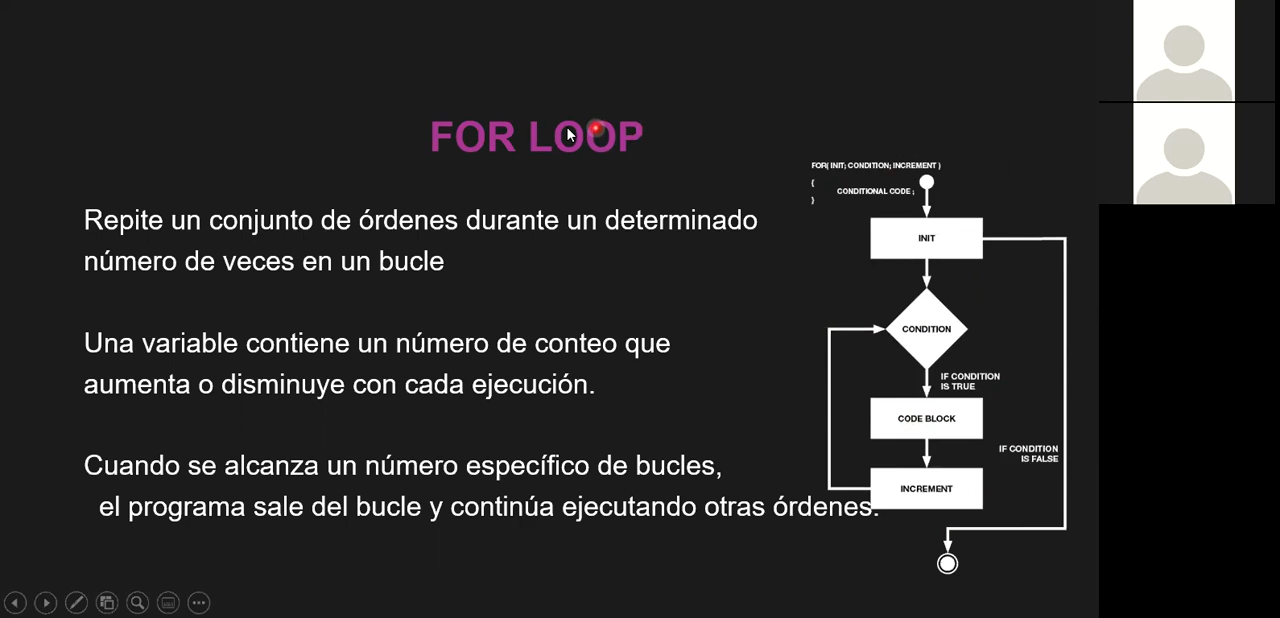 FOR LOOP
Repite un conjunto de órdenes durante un determinado
número de veces en un bucle
Una variable contiene un número de conteo que
aumenta o disminuye con cada ejecución.
Cuando se alcanza un número específico de bucles,
el programa sale del bucle y continúa ejecutando otras órdenes.
FOR( INIT; CONDITION; INCREMENT )
{
CONDITIONAL CODE ;
}
INIT
CONDITION
IF CONDITION
IS TRUE
CODE BLOCK
IF CONDITION
IS FALSE
INCREMENT